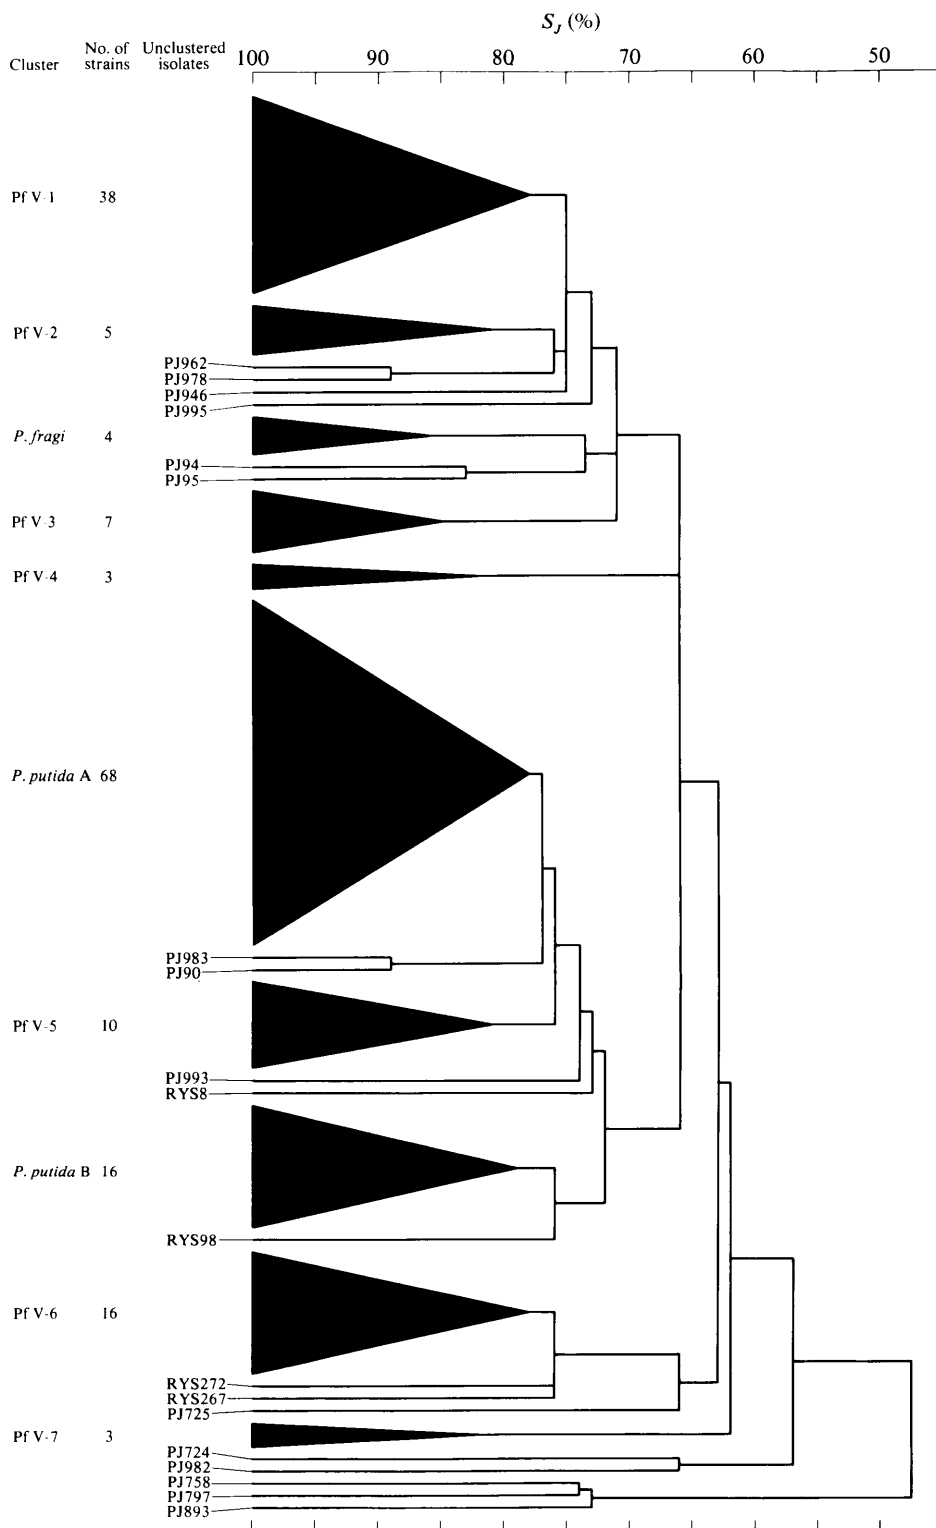 S_J (%)
Cluster No. of strains Unclustered isolates 100 90 80 70 60 50
Pf V-1 38
Pf V-2 5
PJ962
PJ978
PJ946
PJ995
P. fragi 4
PJ94
PJ95
Pf V-3 7
Pf V-4 3
P. putida A 68
PJ983
PJ90
Pf V-5 10
PJ993
RYS8
P. putida B 16
RYS98
Pf V-6 16
RYS272
RYS267
PJ725
Pf V-7 3
PJ724
PJ982
PJ758
PJ797
PJ893